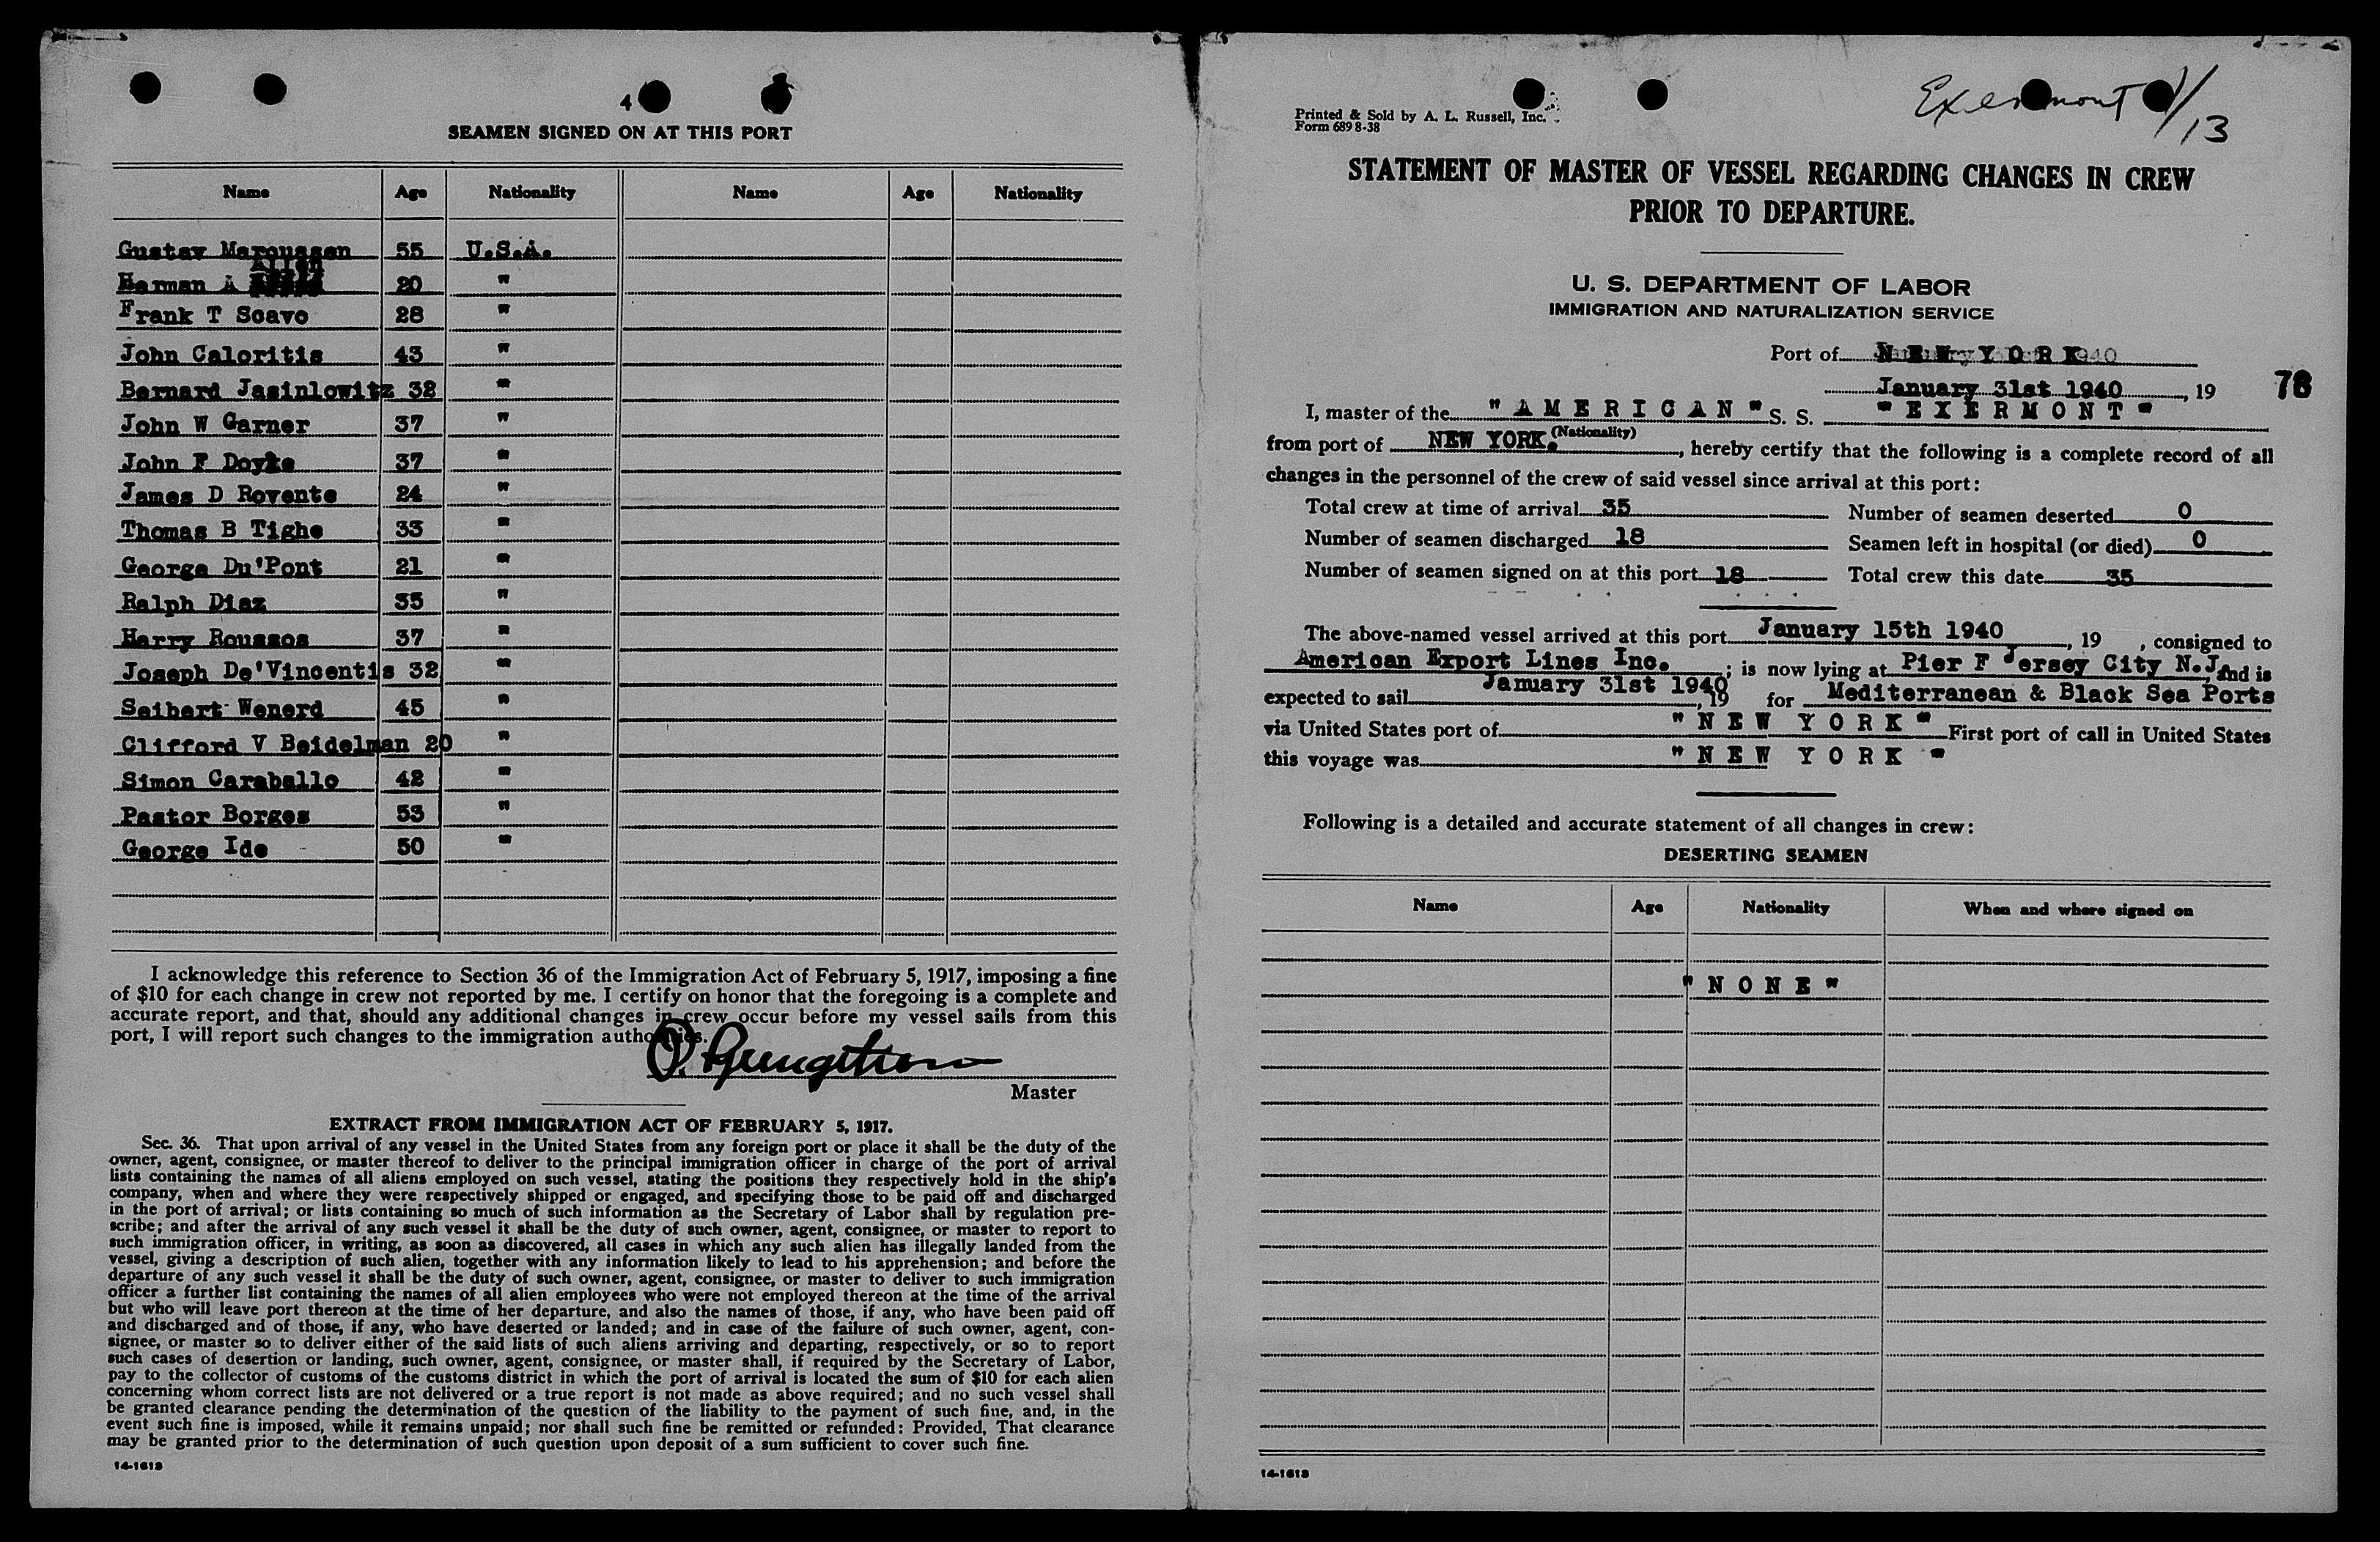 4
SEAMEN SIGNED ON AT THIS PORT
Name Age Nationality Name Age Nationality
Gustav Marcussen 55 U.S.A.
Allen
Herman A 20 "
Frank T Scavo 28 "
John Caloritis 43 "
Bernard Jasinlowitz 32 "
John W Garner 37 "
John F Doyle 37 "
James D Rovente 24 "
Thomas B Tighe 33 "
George Du'Pont 21 "
Ralph Diaz 35 "
Harry Roussos 37 "
Joseph De'Vincentis 32 "
Seibert Wenerd 45 "
Clifford V Beidelman 20 "
Simon Caraballo 42 "
Pastor Borges 53 "
George Ide 50 "
I acknowledge this reference to Section 36 of the Immigration Act of February 5, 1917, imposing a fine
of $10 for each change in crew not reported by me. I certify on honor that the foregoing is a complete and
accurate report, and that, should any additional changes in crew occur before my vessel sails from this
port, I will report such changes to the immigration authorities.
Master
EXTRACT FROM IMMIGRATION ACT OF FEBRUARY 5, 1917.
Sec. 36. That upon arrival of any vessel in the United States from any foreign port or place it shall be the duty of the
owner, agent, consignee, or master thereof to deliver to the principal immigration officer in charge of the port of arrival
lists containing the names of all aliens employed on such vessel, stating the positions they respectively hold in the ship's
company, when and where they were respectively shipped or engaged, and specifying those to be paid off and discharged
in the port of arrival; or lists containing so much of such information as the Secretary of Labor shall by regulation pre-
scribe; and after the arrival of any such vessel it shall be the duty of such owner, agent, consignee, or master to report to
such immigration officer, in writing, as soon as discovered, all cases in which any such alien has illegally landed from the
vessel, giving a description of such alien, together with any information likely to lead to his apprehension; and before the
departure of any such vessel it shall be the duty of such owner, agent, consignee, or master to deliver to such immigration
officer a further list containing the names of all alien employees who were not employed thereon at the time of the arrival
but who will leave port thereon at the time of her departure, and also the names of those, if any, who have been paid off
and discharged and of those, if any, who have deserted or landed; and in case of the failure of such owner, agent, con-
signee, or master so to deliver either of the said lists of such aliens arriving and departing, respectively, or so to report
such cases of desertion or landing, such owner, agent, consignee, or master shall, if required by the Secretary of Labor,
pay to the collector of customs of the customs district in which the port of arrival is located the sum of $10 for each alien
concerning whom correct lists are not delivered or a true report is not made as above required; and no such vessel shall
be granted clearance pending the determination of the question of the liability to the payment of such fine, and, in the
event such fine is imposed, while it remains unpaid; nor shall such fine be remitted or refunded: Provided, That clearance
may be granted prior to the determination of such question upon deposit of a sum sufficient to cover such fine.
14-1613
Exermont 1/13
Printed & Sold by A. L. Russell, Inc.
Form 689 8-38
STATEMENT OF MASTER OF VESSEL REGARDING CHANGES IN CREW
PRIOR TO DEPARTURE.
U. S. DEPARTMENT OF LABOR
IMMIGRATION AND NATURALIZATION SERVICE
Port of NEW YORK
January 31st 1940, 19 78
I, master of the "AMERICAN" S. S. "EXERMONT"
(Nationality)
from port of NEW YORK., hereby certify that the following is a complete record of all
changes in the personnel of the crew of said vessel since arrival at this port:
Total crew at time of arrival 35 Number of seamen deserted 0
Number of seamen discharged 18 Seamen left in hospital (or died) 0
Number of seamen signed on at this port 18 Total crew this date 35
The above-named vessel arrived at this port January 15th 1940, 19 , consigned to
American Export Lines Inc. ; is now lying at Pier F Jersey City N.J, and is
expected to sail January 31st 1940, 19 for Mediterranean & Black Sea Ports
via United States port of "NEW YORK" First port of call in United States
this voyage was "NEW YORK"
Following is a detailed and accurate statement of all changes in crew:
DESERTING SEAMEN
Name Age Nationality When and where signed on
"NONE"
14-1613